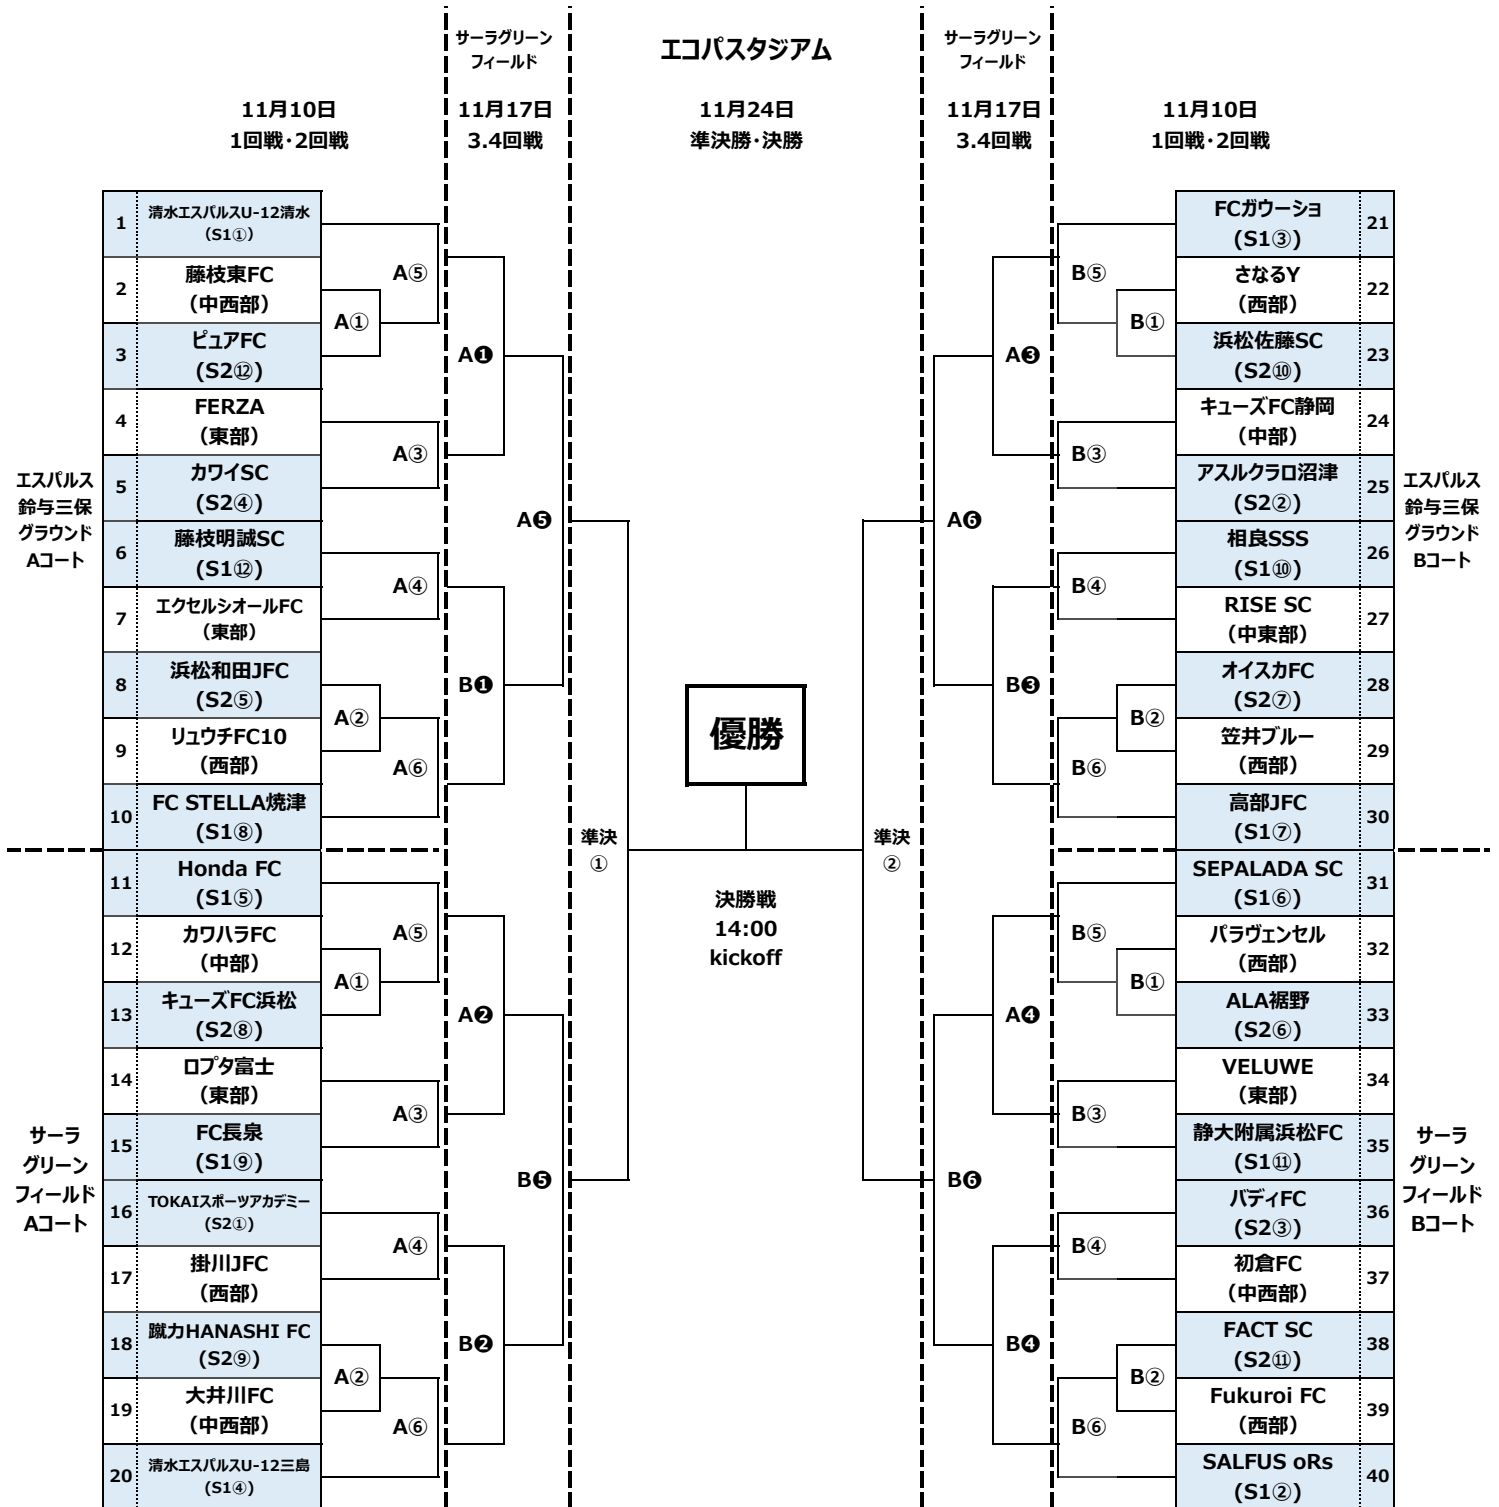 サーラグリーン
フィールド
エコパスタジアム
サーラグリーン
フィールド
11月10日
1回戦・2回戦
11月17日
3.4回戦
11月24日
準決勝・決勝
11月17日
3.4回戦
11月10日
1回戦・2回戦
エスパルス
鈴与三保
グラウンド
Aコート
サーラ
グリーン
フィールド
Aコート
1 清水エスパルスU-12清水
(S1①)
2 藤枝東FC
(中西部)
3 ピュアFC
(S2⑫)
4 FERZA
(東部)
5 カワイSC
(S2④)
6 藤枝明誠SC
(S1⑫)
7 エクセルシオールFC
(東部)
8 浜松和田JFC
(S2⑤)
9 リュウチFC10
(西部)
10 FC STELLA焼津
(S1⑧)
11 Honda FC
(S1⑤)
12 カワハラFC
(中部)
13 キューズFC浜松
(S2⑧)
14 ロプタ富士
(東部)
15 FC長泉
(S1⑨)
16 TOKAIスポーツアカデミー
(S2①)
17 掛川JFC
(西部)
18 蹴力HANASHI FC
(S2⑨)
19 大井川FC
(中西部)
20 清水エスパルスU-12三島
(S1④)
A⑤
A①
A③
A④
A②
A⑥
A⑤
A①
A③
A④
A②
A⑥
A❶
B❶
A❷
B❷
A❺
B❺
準決
①
優勝
決勝戦
14:00
kickoff
準決
②
A❻
B❻
A❸
B❸
A❹
B❹
B⑤
B①
B③
B④
B②
B⑥
B⑤
B①
B③
B④
B②
B⑥
FCガウーショ 21
(S1③)
さなるY 22
(西部)
浜松佐藤SC 23
(S2⑩)
キューズFC静岡 24
(中部)
アスルクラロ沼津 25
(S2②)
相良SSS 26
(S1⑩)
RISE SC 27
(中東部)
オイスカFC 28
(S2⑦)
笠井ブルー 29
(西部)
高部JFC 30
(S1⑦)
SEPALADA SC 31
(S1⑥)
パラヴェンセル 32
(西部)
ALA裾野 33
(S2⑥)
VELUWE 34
(東部)
静大附属浜松FC 35
(S1⑪)
バディFC 36
(S2③)
初倉FC 37
(中西部)
FACT SC 38
(S2⑪)
Fukuroi FC 39
(西部)
SALFUS oRs 40
(S1②)
エスパルス
鈴与三保
グラウンド
Bコート
サーラ
グリーン
フィールド
Bコート